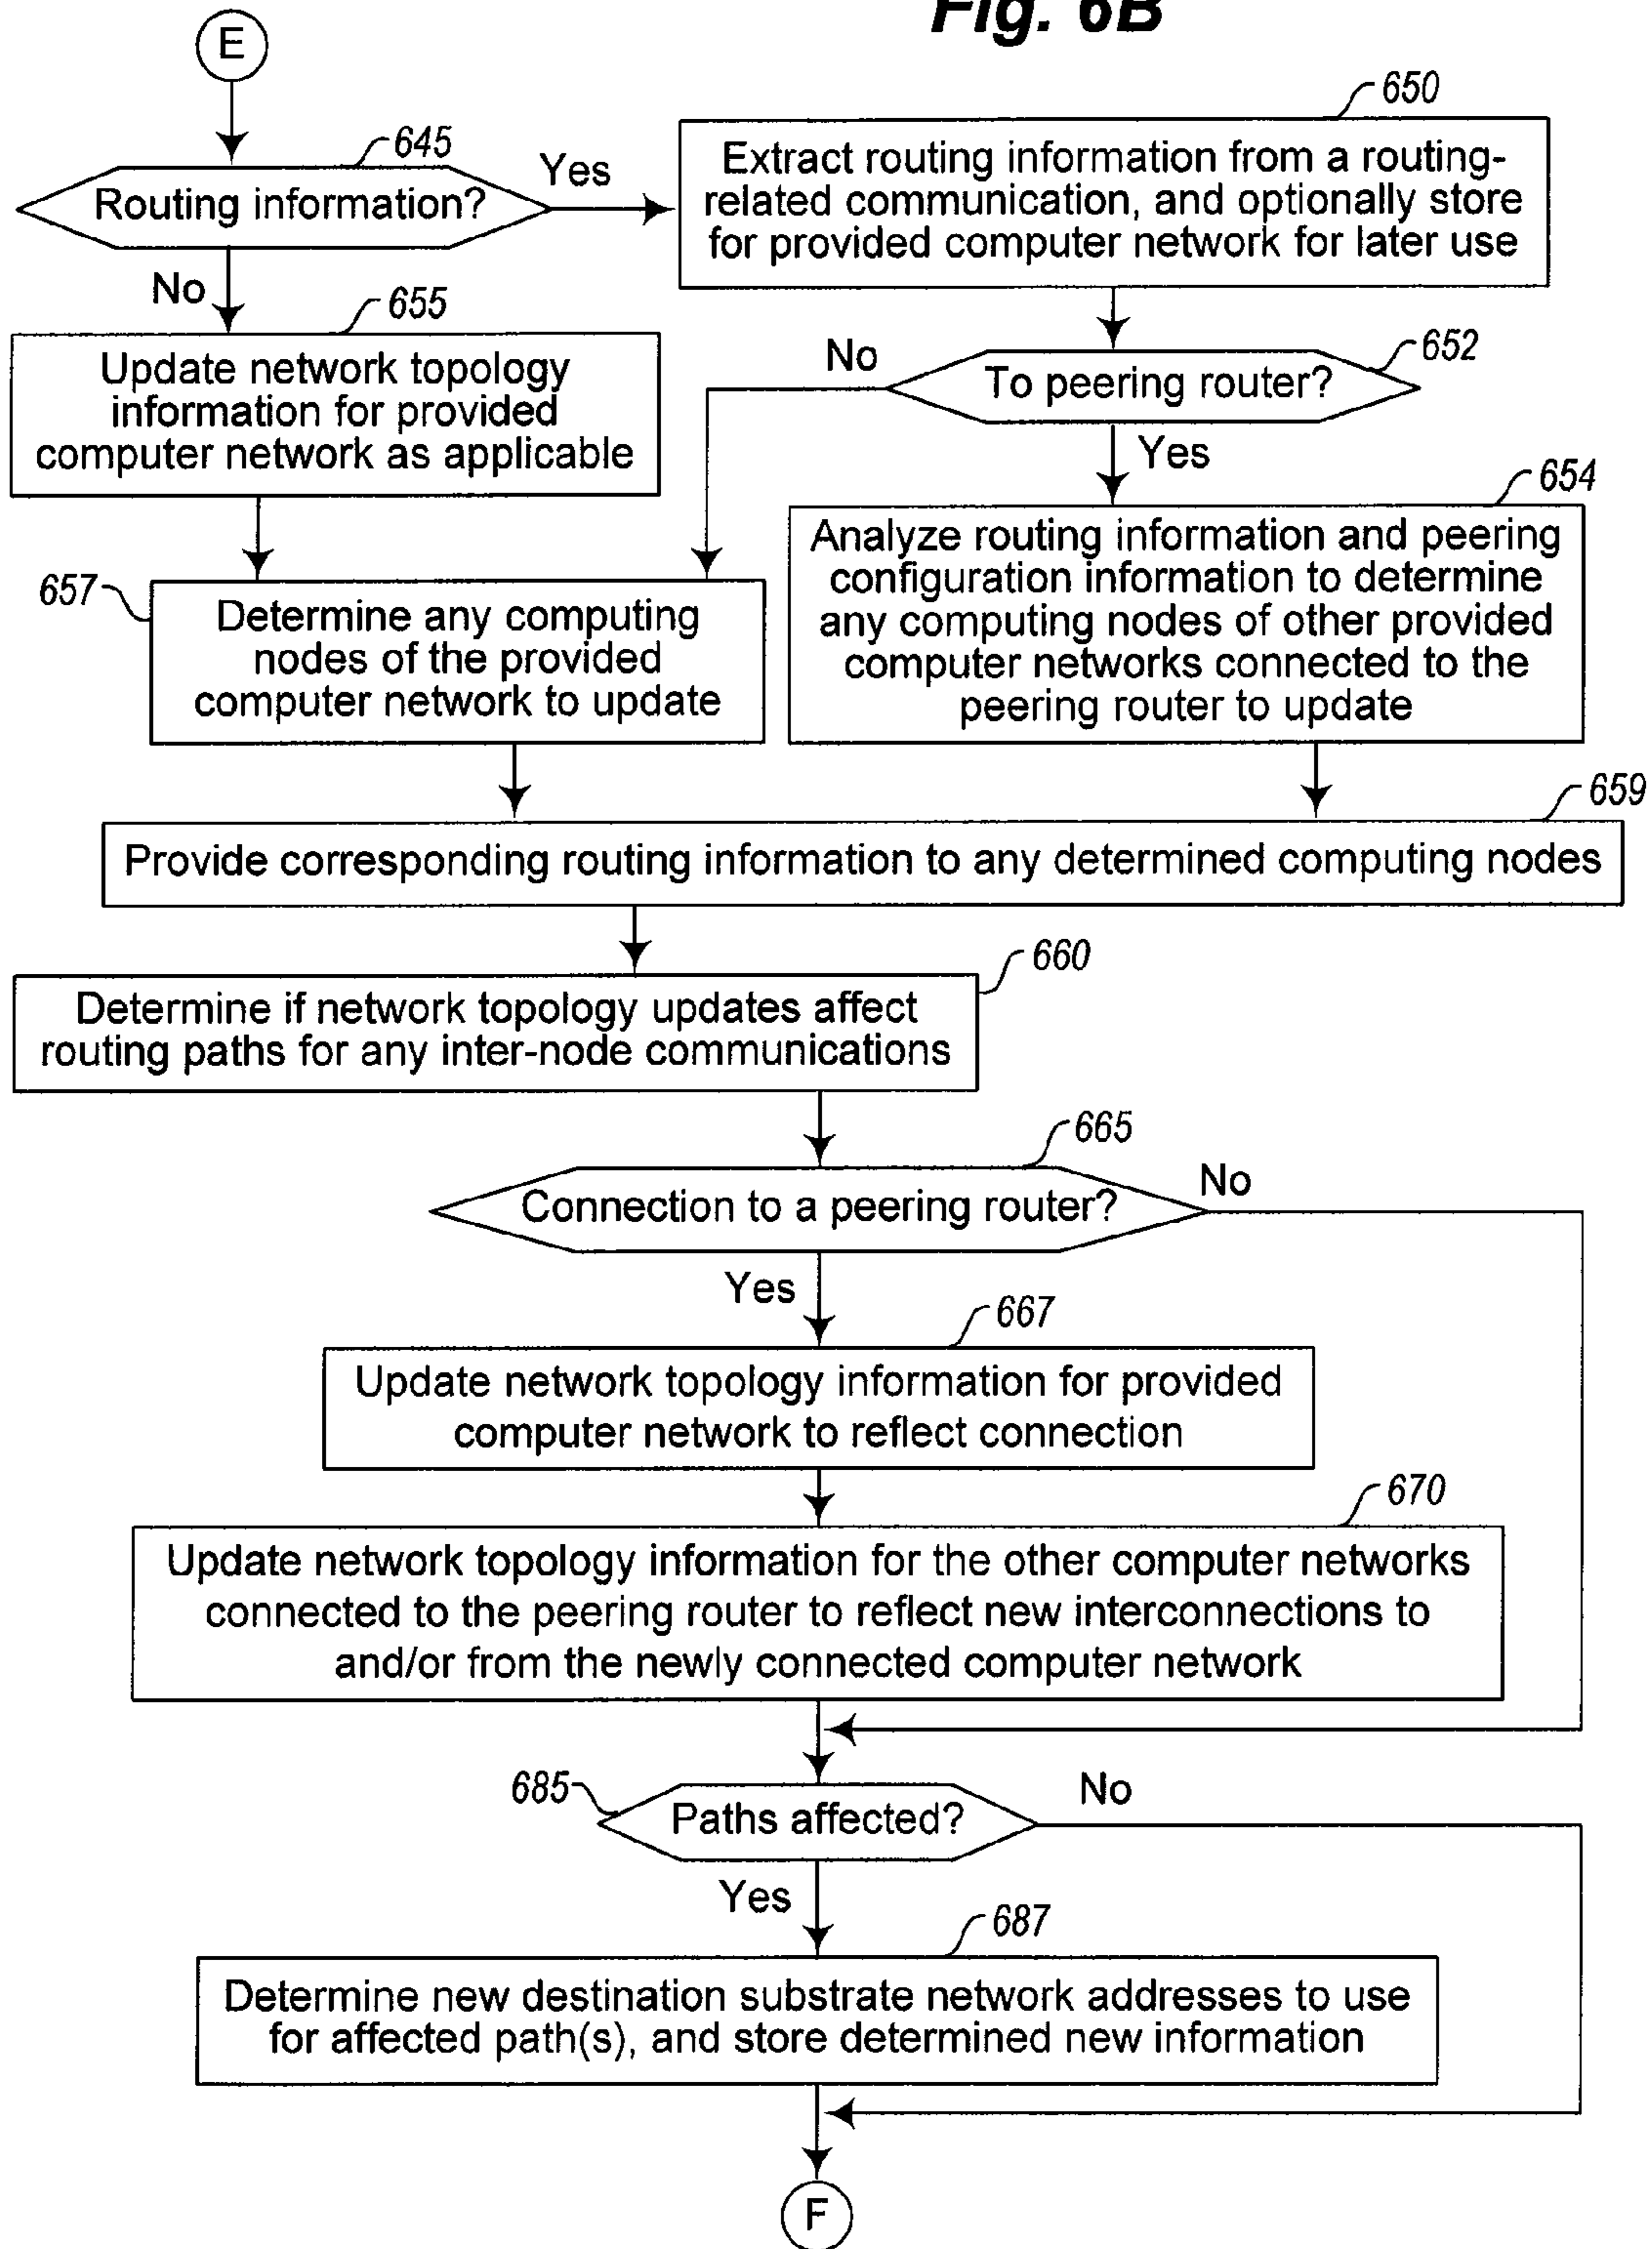 Fig. 6B
E
645
Routing information?
Yes
No
650
Extract routing information from a routing-
related communication, and optionally store
for provided computer network for later use
655
Update network topology
information for provided
computer network as applicable
652
To peering router?
No
Yes
654
Analyze routing information and peering
configuration information to determine
any computing nodes of other provided
computer networks connected to the
peering router to update
657
Determine any computing
nodes of the provided
computer network to update
659
Provide corresponding routing information to any determined computing nodes
660
Determine if network topology updates affect
routing paths for any inter-node communications
665
Connection to a peering router?
No
Yes
667
Update network topology information for provided
computer network to reflect connection
670
Update network topology information for the other computer networks
connected to the peering router to reflect new interconnections to
and/or from the newly connected computer network
685
Paths affected?
No
Yes
687
Determine new destination substrate network addresses to use
for affected path(s), and store determined new information
F